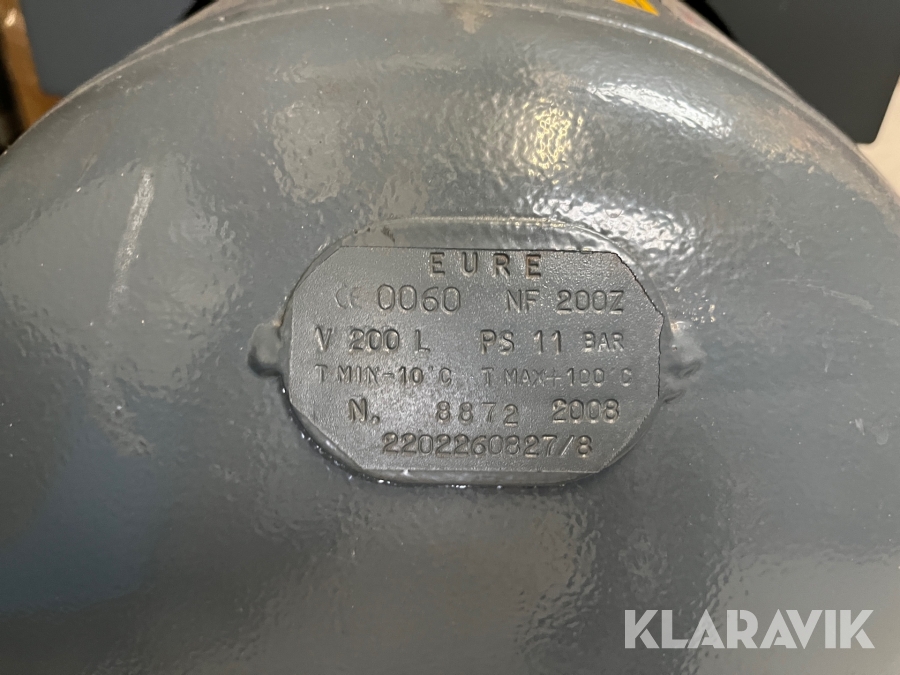 EURE
CE 0060 NF 200Z
V 200 L PS 11 BAR
T MIN-10°C T MAX+100°C
N. 8872 2008
2202260827/8
KLARAVIK